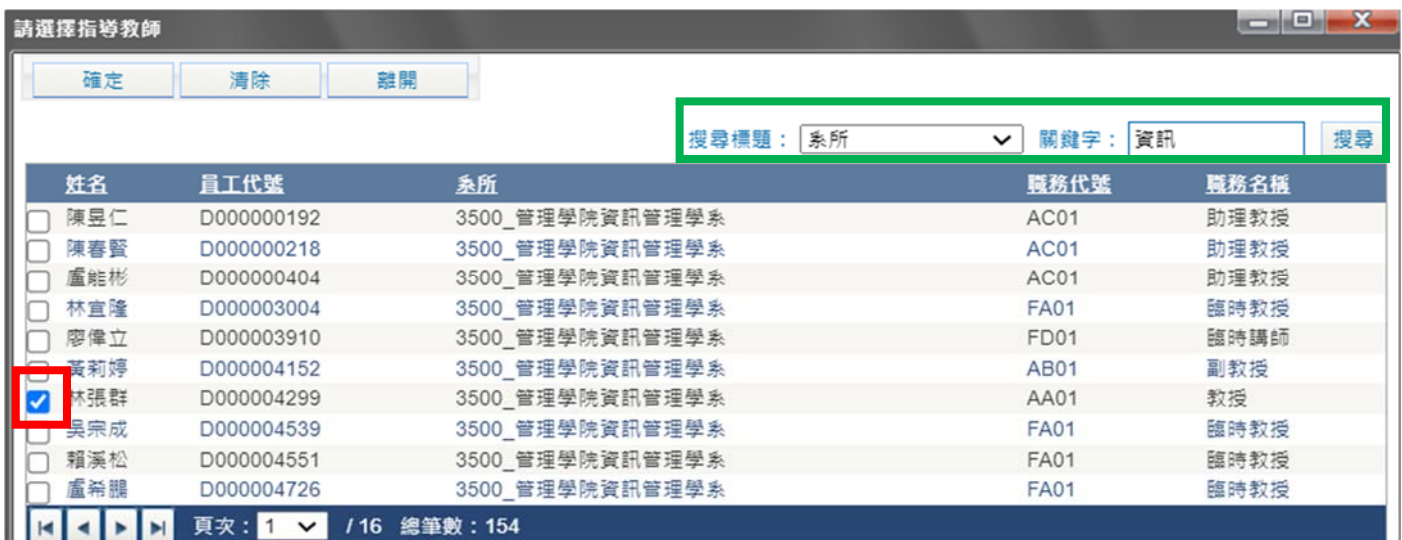 請選擇指導教師
確定 清除 離開
搜尋標題： 系所 關鍵字： 資訊 搜尋
姓名 員工代號 系所 職務代號 職務名稱
陳昱仁 D000000192 3500_管理學院資訊管理學系 AC01 助理教授
陳春賢 D000000218 3500_管理學院資訊管理學系 AC01 助理教授
盧能彬 D000000404 3500_管理學院資訊管理學系 AC01 助理教授
林宜隆 D000003004 3500_管理學院資訊管理學系 FA01 臨時教授
廖偉立 D000003910 3500_管理學院資訊管理學系 FD01 臨時講師
黃莉婷 D000004152 3500_管理學院資訊管理學系 AB01 副教授
林張群 D000004299 3500_管理學院資訊管理學系 AA01 教授
吳宗成 D000004539 3500_管理學院資訊管理學系 FA01 臨時教授
賴溪松 D000004551 3500_管理學院資訊管理學系 FA01 臨時教授
盧希鵬 D000004726 3500_管理學院資訊管理學系 FA01 臨時教授
頁次： 1 / 16 總筆數：154